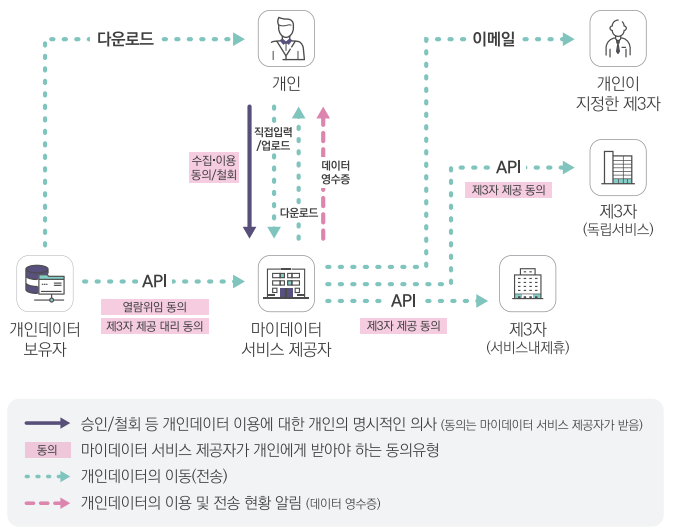 다운로드
이메일
개인
개인이
지정한 제3자
수집·이용
동의/철회
직접입력
/업로드
데이터
영수증
다운로드
API
제3자 제공 동의
제3자
(독립서비스)
API
열람위임 동의
제3자 제공 대리 동의
API
제3자 제공 동의
개인데이터
보유자
마이데이터
서비스 제공자
제3자
(서비스내제휴)
승인/철회 등 개인데이터 이용에 대한 개인의 명시적인 의사 (동의는 마이데이터 서비스 제공자가 받음)
동의 마이데이터 서비스 제공자가 개인에게 받아야 하는 동의유형
개인데이터의 이동(전송)
개인데이터의 이용 및 전송 현황 알림 (데이터 영수증)